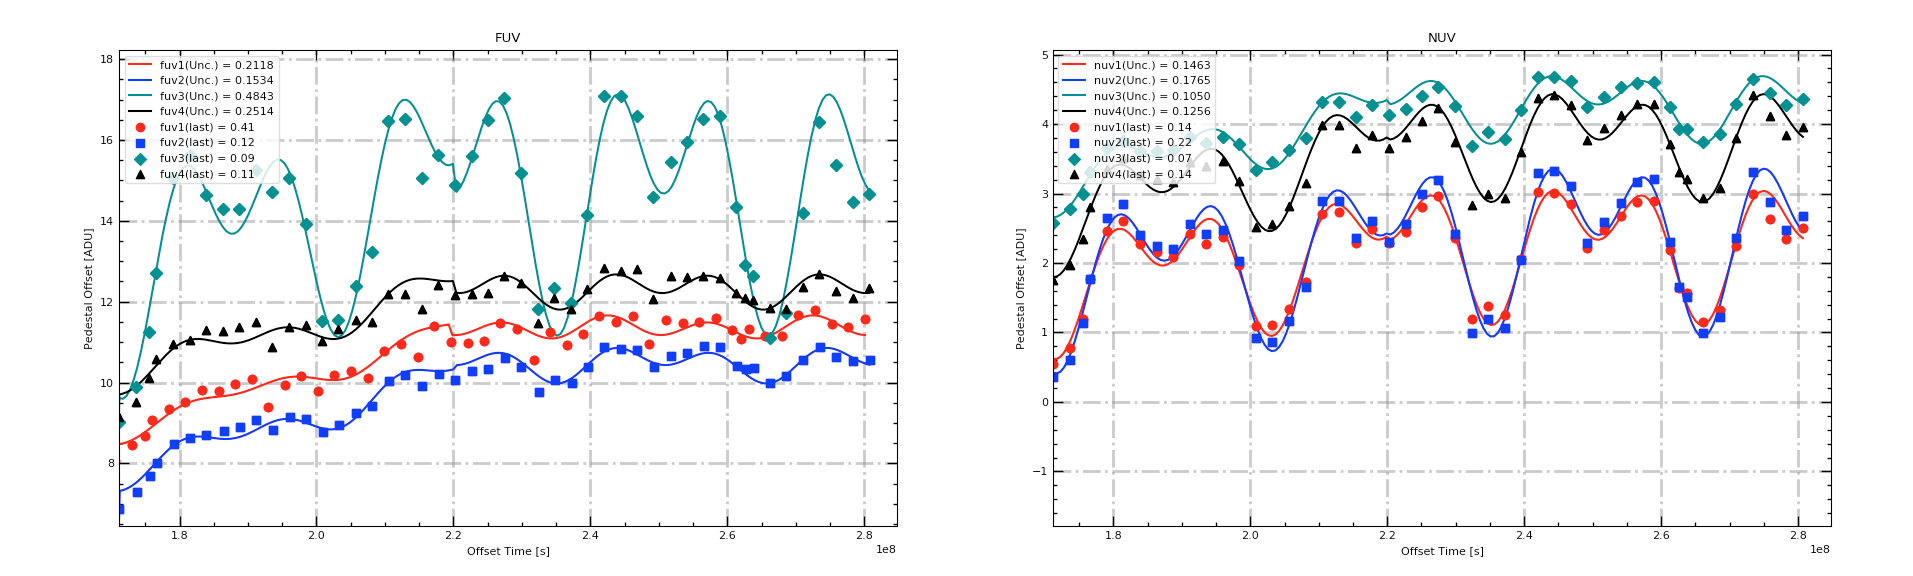 FUV
18
16
14
12
10
8
Pedestal Offset [ADU]
fuv1(Unc.) = 0.2118
fuv2(Unc.) = 0.1534
fuv3(Unc.) = 0.4843
fuv4(Unc.) = 0.2514
fuv1(last) = 0.41
fuv2(last) = 0.12
fuv3(last) = 0.09
fuv4(last) = 0.11
1.8 2.0 2.2 2.4 2.6 2.8
1e8
Offset Time [s]
NUV
5
4
3
2
1
0
−1
Pedestal Offset [ADU]
nuv1(Unc.) = 0.1463
nuv2(Unc.) = 0.1765
nuv3(Unc.) = 0.1050
nuv4(Unc.) = 0.1256
nuv1(last) = 0.14
nuv2(last) = 0.22
nuv3(last) = 0.07
nuv4(last) = 0.14
1.8 2.0 2.2 2.4 2.6 2.8
1e8
Offset Time [s]